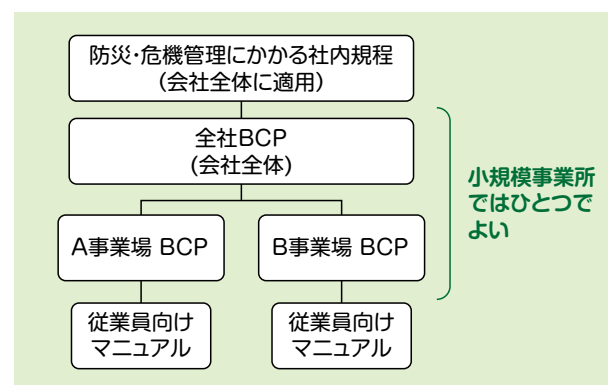 防災・危機管理にかかる社内規程
(会社全体に適用)
全社BCP
(会社全体)
小規模事業所
ではひとつで
よい
A事業場 BCP
B事業場 BCP
従業員向け
マニュアル
従業員向け
マニュアル